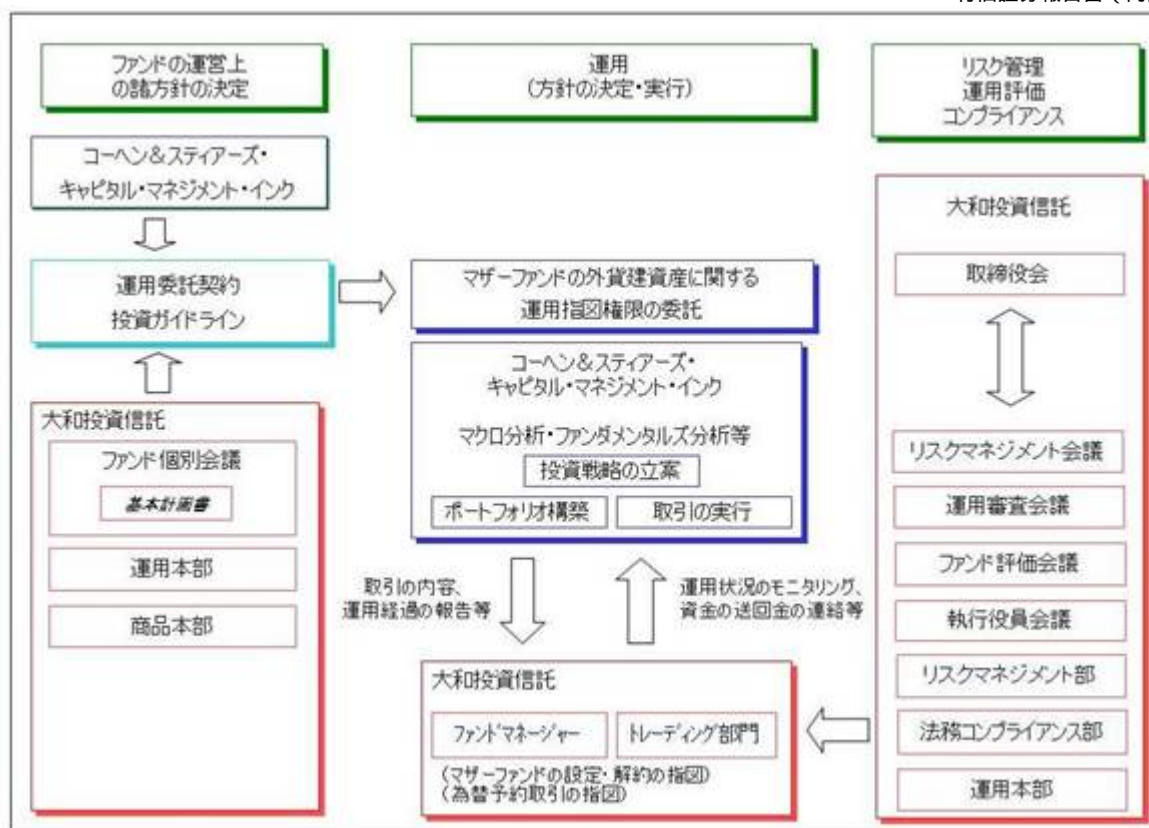 ファンドの運営上
の諸方針の決定
コーヘン&スティアーズ・
キャピタル・マネジメント・インク
運用委託契約
投資ガイドライン
大和投資信託
ファンド個別会議
基本計画書
運用本部
商品本部
運用
(方針の決定・実行)
マザーファンドの外貨建資産に関する
運用指図権限の委託
コーヘン&スティアーズ・
キャピタル・マネジメント・インク
マクロ分析・ファンダメンタルズ分析等
投資戦略の立案
ポートフォリオ構築
取引の実行
取引の内容、
運用経過の報告等
運用状況のモニタリング、
資金の送回金の連絡等
大和投資信託
ファンドマネージャー
トレーディング部門
(マザーファンドの設定・解約の指図)
(為替予約取引の指図)
リスク管理
運用評価
コンプライアンス
大和投資信託
取締役会
リスクマネジメント会議
運用審査会議
ファンド評価会議
執行役員会議
リスクマネジメント部
法務コンプライアンス部
運用本部